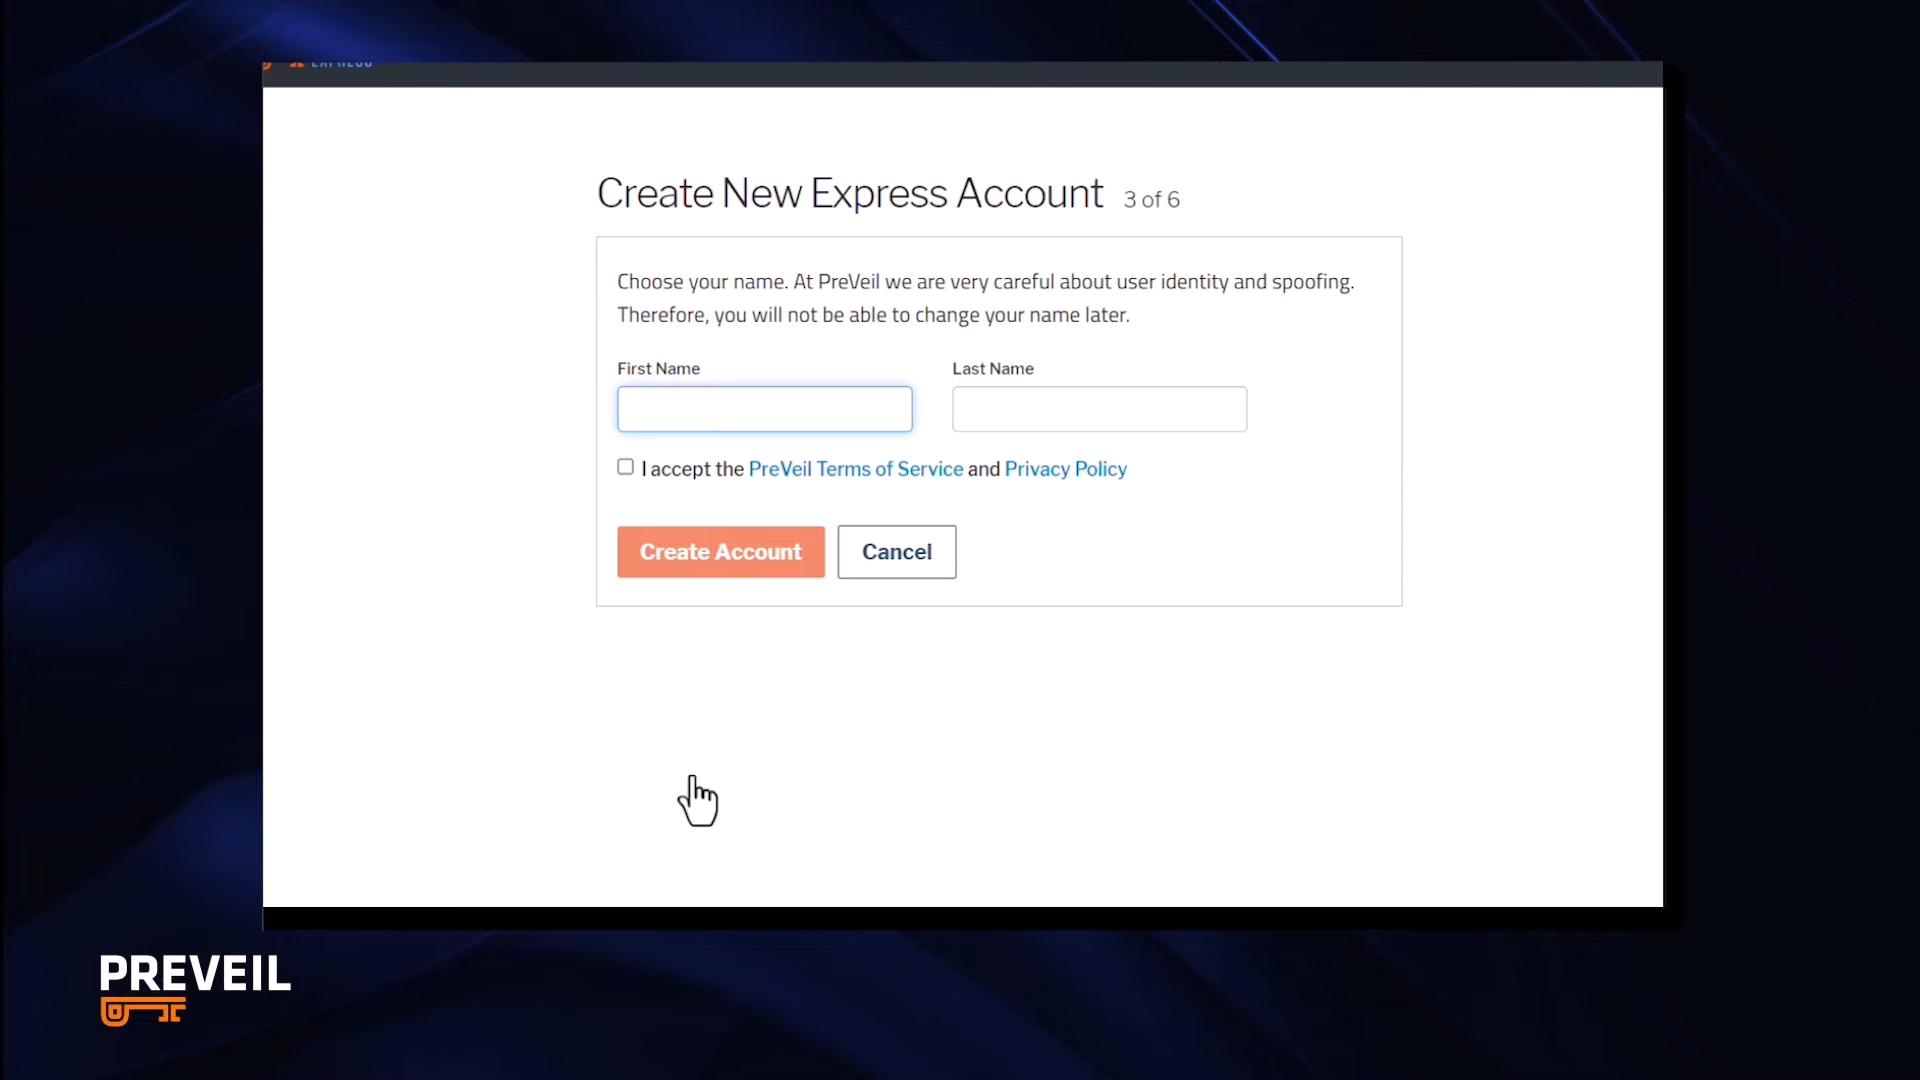 Create New Express Account 3 of 6
Choose your name. At PreVeil we are very careful about user identity and spoofing.
Therefore, you will not be able to change your name later.
First Name Last Name
I accept the PreVeil Terms of Service and Privacy Policy
Create Account Cancel
PREVEIL